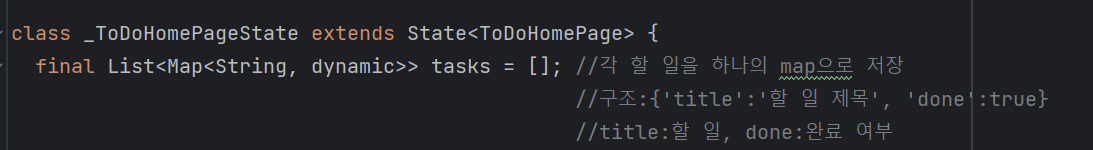 class _ToDoHomePageState extends State<ToDoHomePage> {
final List<Map<String, dynamic>> tasks = []; //각 할 일을 하나의 map으로 저장
//구조:{'title':'할 일 제목', 'done':true}
//title:할 일, done:완료 여부